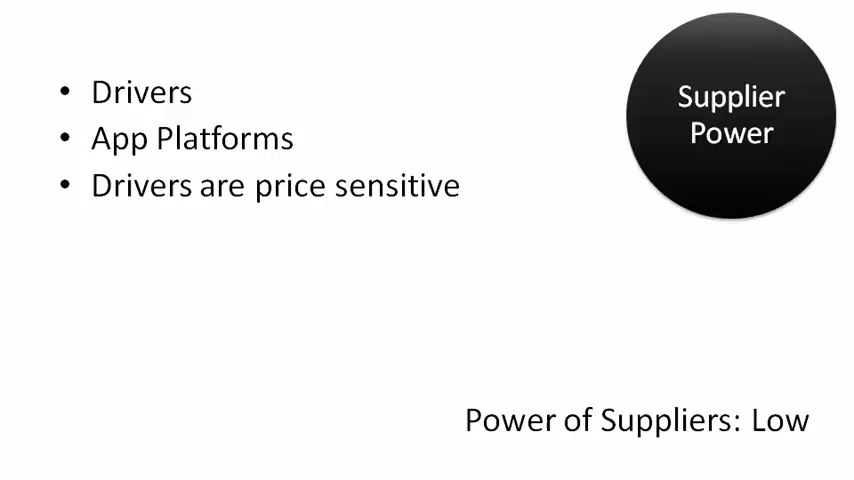 • Drivers
• App Platforms
• Drivers are price sensitive
Supplier
Power
Power of Suppliers: Low